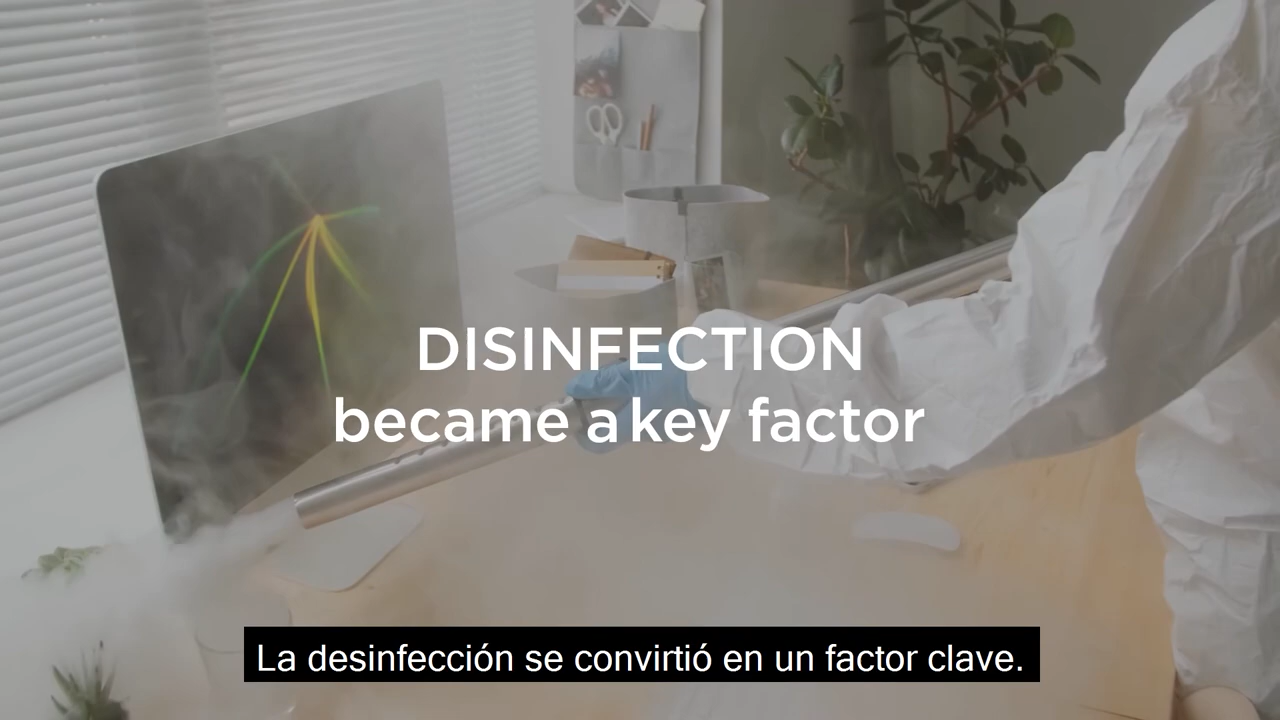 DISINFECTION
became a key factor
La desinfección se convirtió en un factor clave.